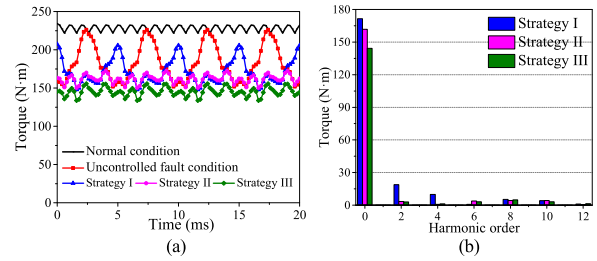 250
200
150
100
50
0
Torque (N·m)
Normal condition
Uncontrolled fault condition
Strategy I Strategy II Strategy III
0 5 10 15 20
Time (ms)
(a)
180
150
120
90
60
30
0
Torque (N·m)
Strategy I
Strategy II
Strategy III
0 2 4 6 8 10 12
Harmonic order
(b)